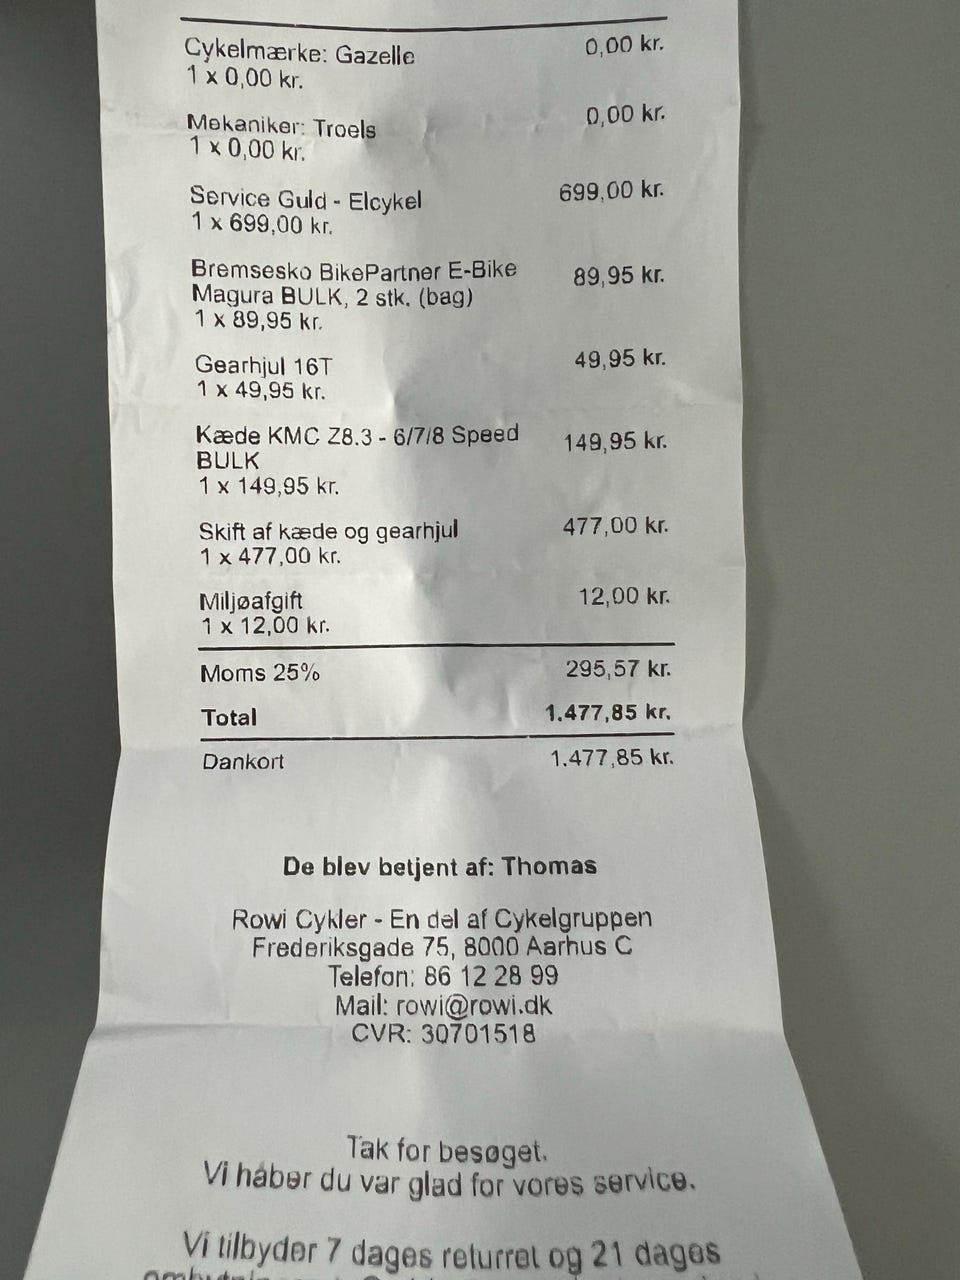 Cykelmærke: Gazelle 0,00 kr.
1 x 0,00 kr.
Mekaniker: Troels 0,00 kr.
1 x 0,00 kr.
Service Guld - Elcykel 699,00 kr.
1 x 699,00 kr.
Bremsesko BikePartner E-Bike 89,95 kr.
Magura BULK, 2 stk. (bag)
1 x 89,95 kr.
Gearhjul 16T 49,95 kr.
1 x 49,95 kr.
Kæde KMC Z8.3 - 6/7/8 Speed 149,95 kr.
BULK
1 x 149,95 kr.
Skift af kæde og gearhjul 477,00 kr.
1 x 477,00 kr.
Miljøafgift 12,00 kr.
1 x 12,00 kr.
Moms 25% 295,57 kr.
Total 1.477,85 kr.
Dankort 1.477,85 kr.
De blev betjent af: Thomas
Rowi Cykler - En del af Cykelgruppen
Frederiksgade 75, 8000 Aarhus C
Telefon: 86 12 28 99
Mail: rowi@rowi.dk
CVR: 30701518
Tak for besøget.
Vi håber du var glad for vores service.
Vi tilbyder 7 dages returret og 21 dages